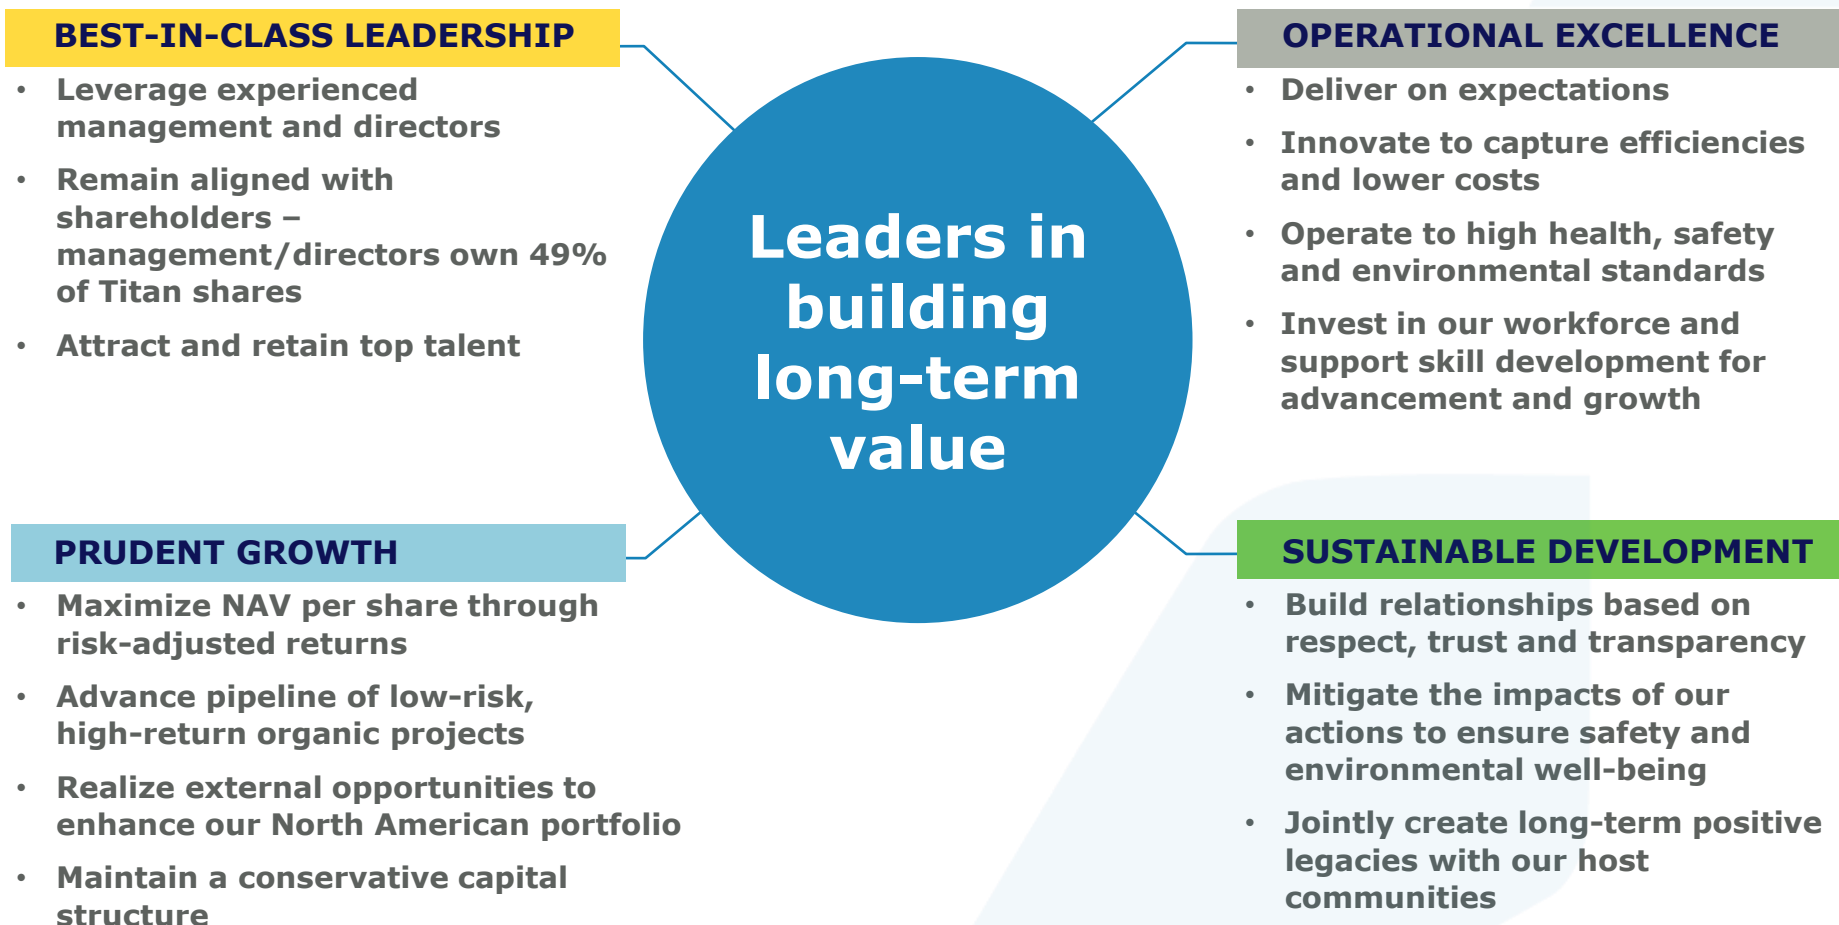 BEST-IN-CLASS LEADERSHIP
• Leverage experienced
management and directors
• Remain aligned with
shareholders –
management/directors own 49%
of Titan shares
• Attract and retain top talent
Leaders in
building
long-term
value
OPERATIONAL EXCELLENCE
• Deliver on expectations
• Innovate to capture efficiencies
and lower costs
• Operate to high health, safety
and environmental standards
• Invest in our workforce and
support skill development for
advancement and growth
PRUDENT GROWTH
• Maximize NAV per share through
risk-adjusted returns
• Advance pipeline of low-risk,
high-return organic projects
• Realize external opportunities to
enhance our North American portfolio
• Maintain a conservative capital
structure
SUSTAINABLE DEVELOPMENT
• Build relationships based on
respect, trust and transparency
• Mitigate the impacts of our
actions to ensure safety and
environmental well-being
• Jointly create long-term positive
legacies with our host
communities